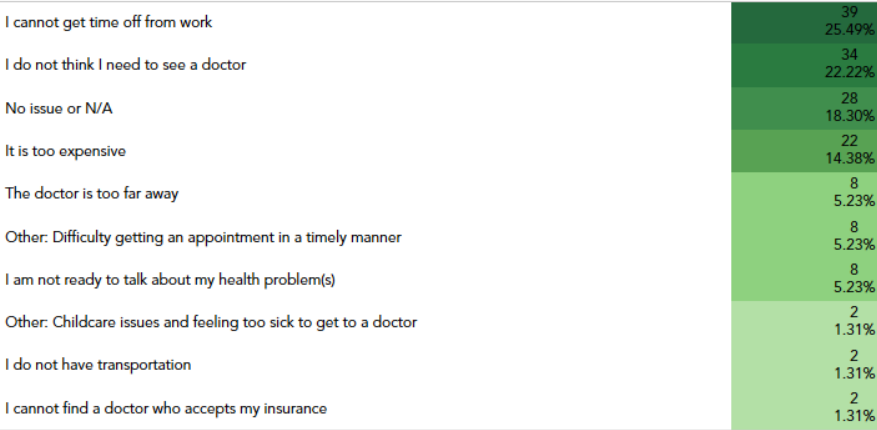 I cannot get time off from work
39
25.49%
I do not think I need to see a doctor
34
22.22%
No issue or N/A
28
18.30%
It is too expensive
22
14.38%
The doctor is too far away
8
5.23%
Other: Difficulty getting an appointment in a timely manner
8
5.23%
I am not ready to talk about my health problem(s)
8
5.23%
Other: Childcare issues and feeling too sick to get to a doctor
2
1.31%
I do not have transportation
2
1.31%
I cannot find a doctor who accepts my insurance
2
1.31%